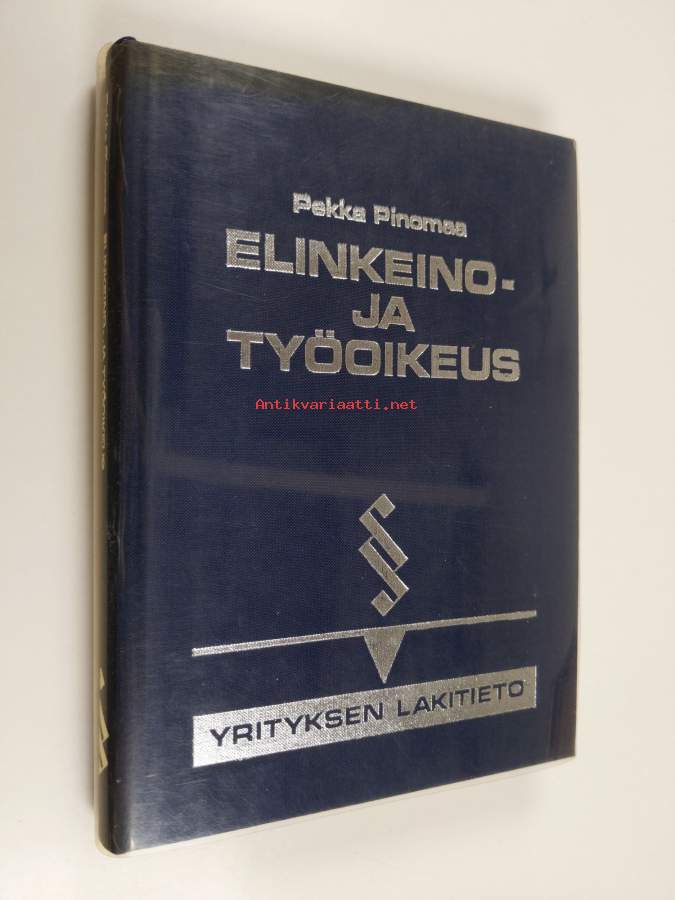 Pekka Pinomaa
ELINKEINO-
JA
TYÖOIKEUS
Antikvariaatti.net
§
YRITYKSEN LAKITIETO